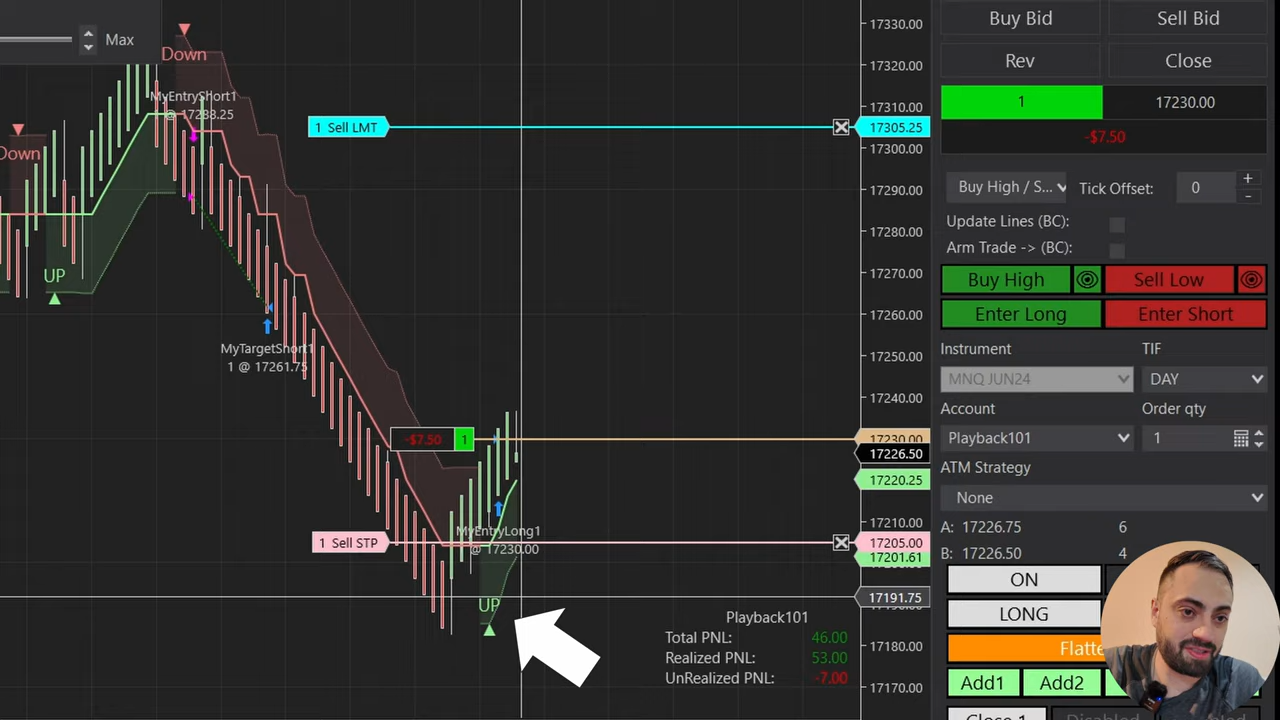 Max
Down
MyEntryShort1
@ 17288.25
Down
UP
MyTargetShort1
1 @ 17261.75
1 Sell LMT
-$7.50 1
1 Sell STP
MyEntryLong1
@ 17230.00
UP
Playback101
Total PNL: 46.00
Realized PNL: 53.00
UnRealized PNL: -7.00
17330.00
17320.00
17310.00
17305.25
17300.00
17290.00
17280.00
17270.00
17260.00
17250.00
17240.00
17230.00
17226.50
17220.25
17210.00
17205.00
17201.61
17191.75
17180.00
17170.00
Buy Bid Sell Bid
Rev Close
1 17230.00
-$7.50
Buy High / S... Tick Offset: 0
Update Lines (BC):
Arm Trade -> (BC):
Buy High Sell Low
Enter Long Enter Short
Instrument TIF
MNQ JUN24 DAY
Account Order qty
Playback101 1
ATM Strategy
None
A: 17226.75 6
B: 17226.50 4
ON
LONG
Flatte
Add1 Add2
Close 1